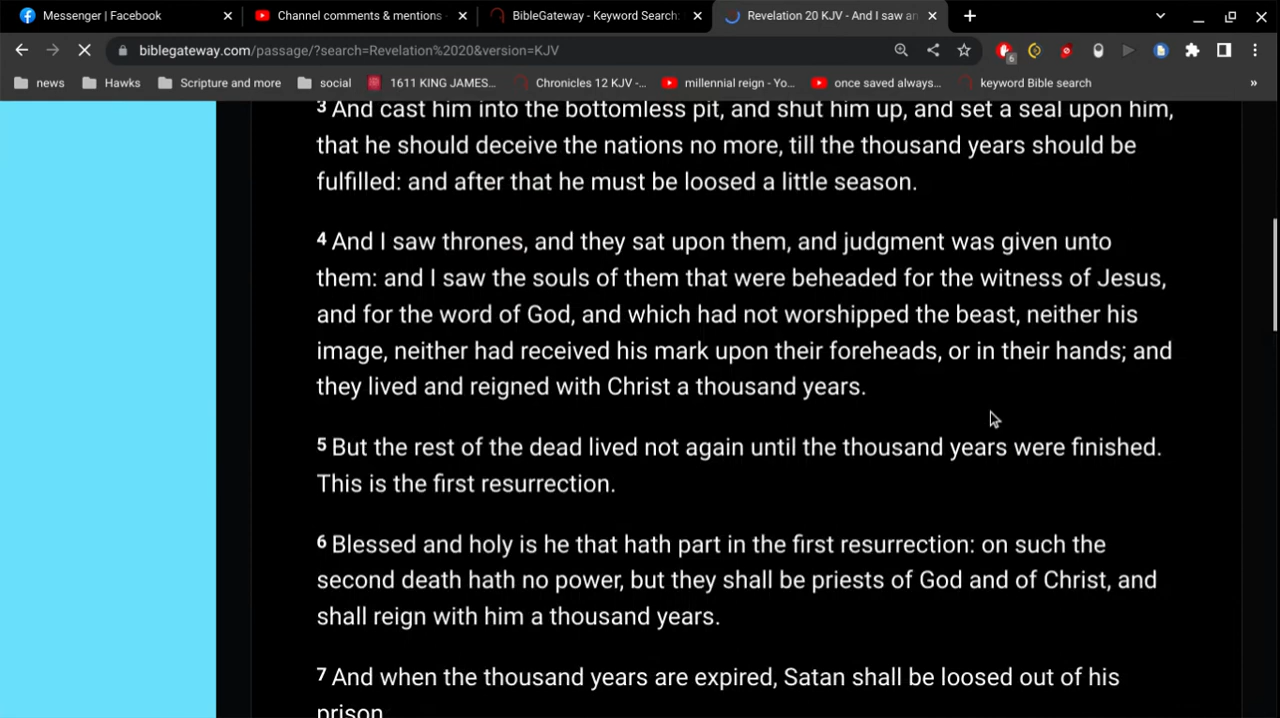 Messenger | Facebook
Channel comments & mentions -
BibleGateway - Keyword Search:
Revelation 20 KJV - And I saw an
biblegateway.com/passage/?search=Revelation%2020&version=KJV
6
news
Hawks
Scripture and more
social
1611 KING JAMES...
Chronicles 12 KJV -...
millennial reign - Yo...
once saved always...
keyword Bible search
»
3 And cast him into the bottomless pit, and shut him up, and set a seal upon him,
that he should deceive the nations no more, till the thousand years should be
fulfilled: and after that he must be loosed a little season.
4 And I saw thrones, and they sat upon them, and judgment was given unto
them: and I saw the souls of them that were beheaded for the witness of Jesus,
and for the word of God, and which had not worshipped the beast, neither his
image, neither had received his mark upon their foreheads, or in their hands; and
they lived and reigned with Christ a thousand years.
5 But the rest of the dead lived not again until the thousand years were finished.
This is the first resurrection.
6 Blessed and holy is he that hath part in the first resurrection: on such the
second death hath no power, but they shall be priests of God and of Christ, and
shall reign with him a thousand years.
7 And when the thousand years are expired, Satan shall be loosed out of his
prison